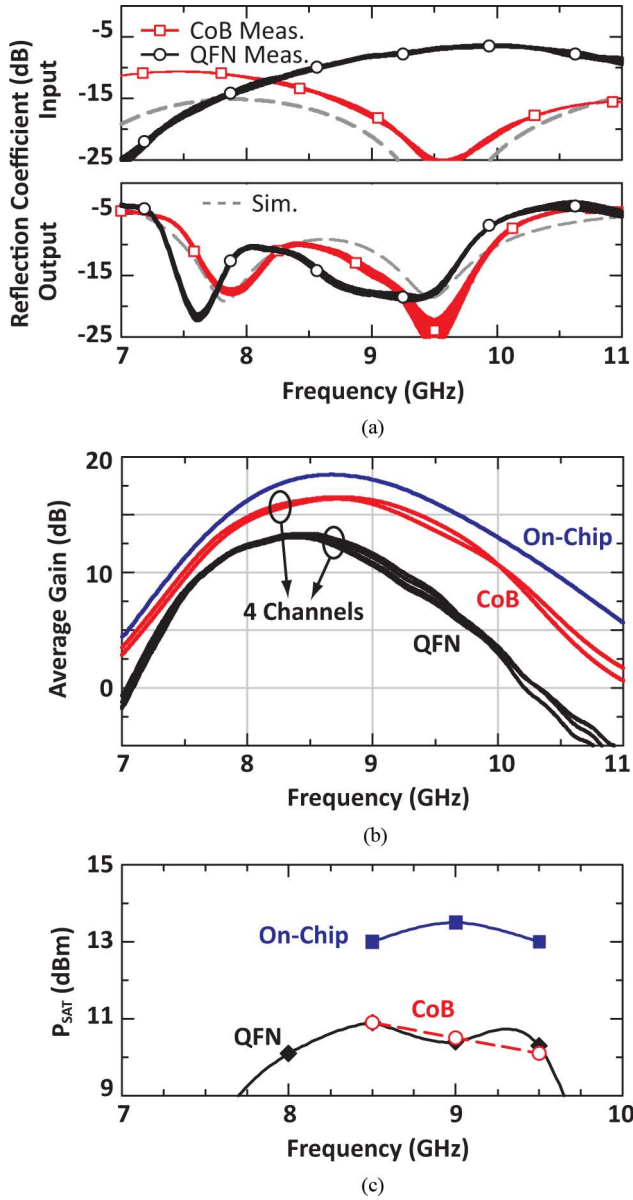 Reflection Coefficient (dB)
Input
Output
-5
-15
-25
CoB Meas.
QFN Meas.
-5
-15
-25
Sim.
7
8
9
10
11
Frequency (GHz)
(a)
Average Gain (dB)
20
10
0
On-Chip
CoB
4 Channels
QFN
7
8
9
10
11
Frequency (GHz)
(b)
PSAT (dBm)
15
13
11
9
On-Chip
CoB
QFN
7
8
9
10
Frequency (GHz)
(c)